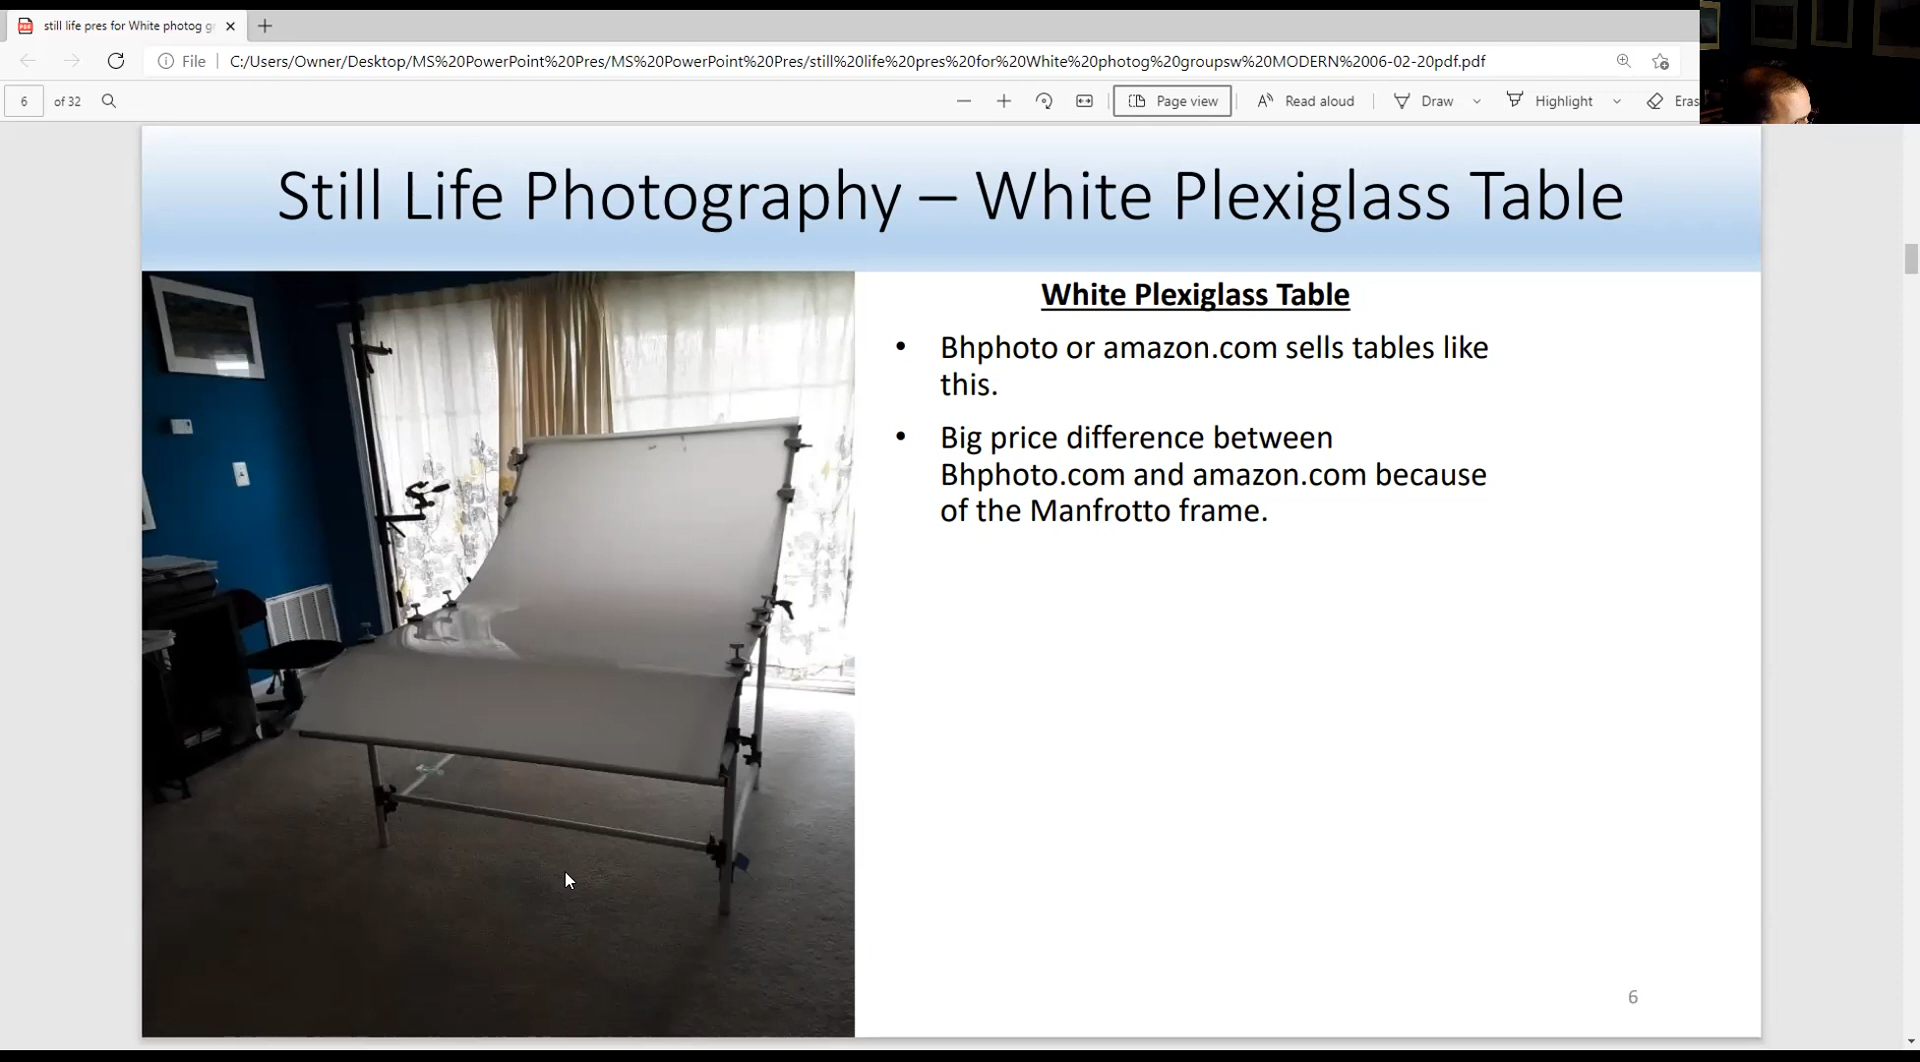 still life pres for White photog gr
File
C:/Users/Owner/Desktop/MS%20PowerPoint%20Pres/MS%20PowerPoint%20Pres/still%20life%20pres%20for%20White%20photog%20groupsw%20MODERN%2006-02-20pdf.pdf
6 of 32
Page view
Read aloud
Draw
Highlight
Eras
Still Life Photography – White Plexiglass Table
White Plexiglass Table
• Bhphoto or amazon.com sells tables like
this.
• Big price difference between
Bhphoto.com and amazon.com because
of the Manfrotto frame.
6